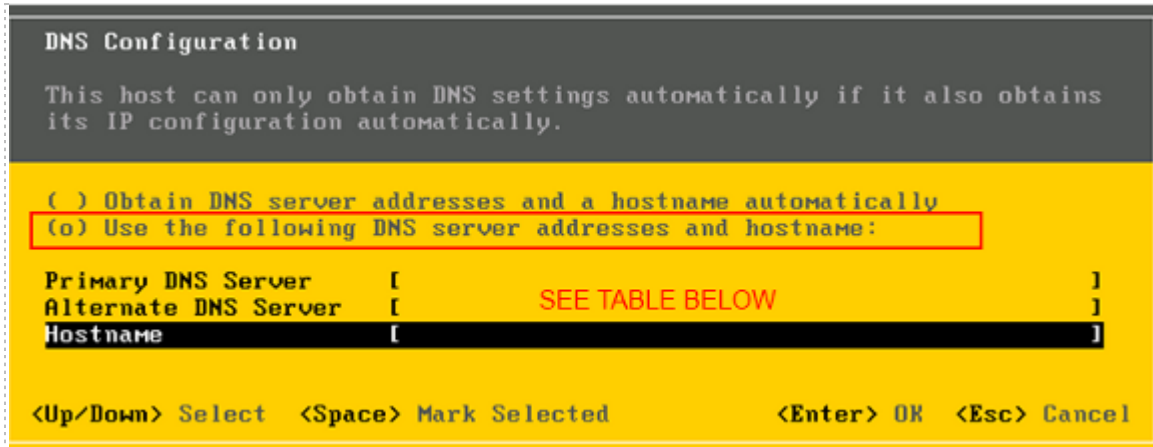 DNS Configuration
This host can only obtain DNS settings automatically if it also obtains
its IP configuration automatically.
( ) Obtain DNS server addresses and a hostname automatically
(o) Use the following DNS server addresses and hostname:
Primary DNS Server [ ]
Alternate DNS Server [ SEE TABLE BELOW ]
Hostname [ ]
<Up/Down> Select <Space> Mark Selected <Enter> OK <Esc> Cancel